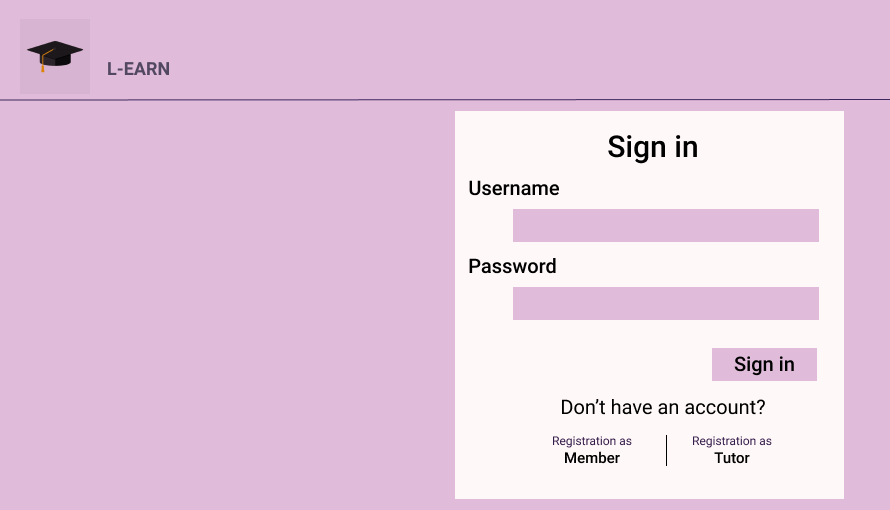 L-EARN
Sign in
Username
Password
Sign in
Don’t have an account?
Registration as
Member
Registration as
Tutor